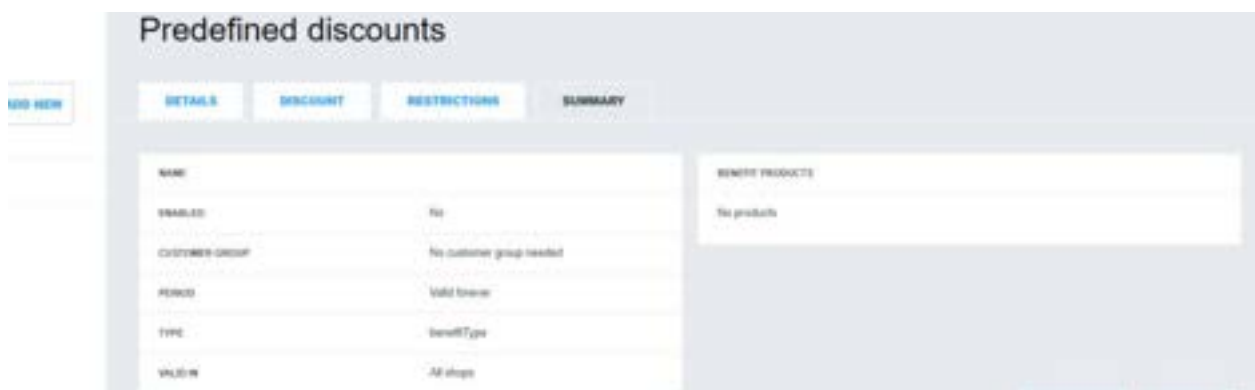 Predefined discounts
ADD NEW
DETAILS DISCOUNT RESTRICTIONS SUMMARY
NAME
ENABLED No
CUSTOMER GROUP No customer group needed
PERIOD Valid forever
TYPE benefitType
VALID IN All shops
BENEFIT PRODUCTS
No products